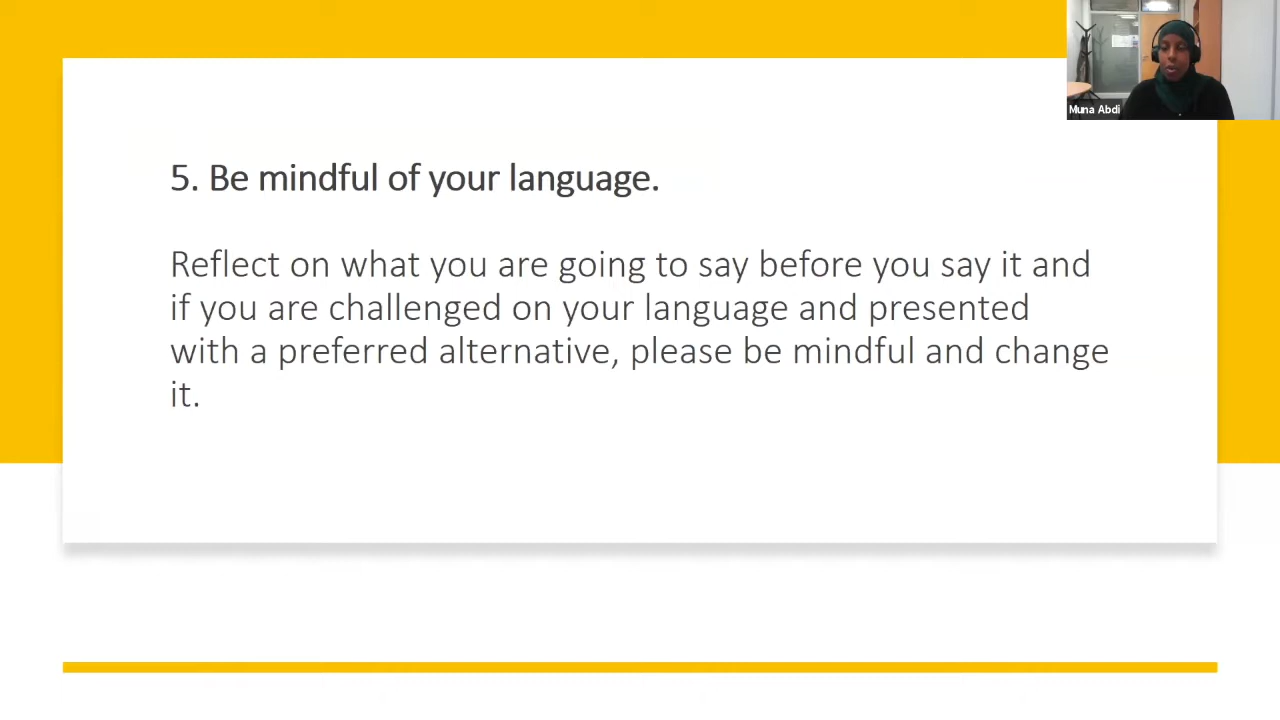 Muna Abdi
5. Be mindful of your language.
Reflect on what you are going to say before you say it and
if you are challenged on your language and presented
with a preferred alternative, please be mindful and change
it.